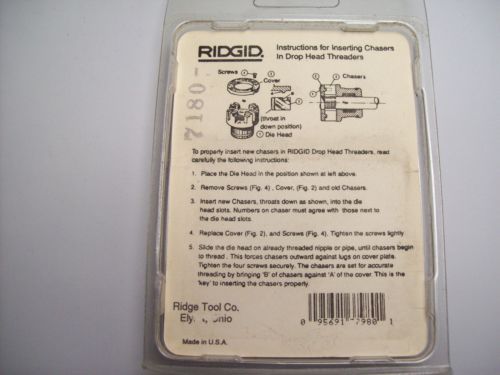 RIDGID.
Instructions for Inserting Chasers
In Drop Head Threaders
7180-
Screws
Cover
Chasers
(throat in
down position)
Die Head
To properly insert new chasers in RIDGID Drop Head Threaders, read
carefully the following instructions:
1. Place the Die Head in the position shown at left above.
2. Remove Screws (Fig. 4) , Cover, (Fig. 2) and old Chasers.
3. Insert new Chasers, throats down as shown, into the die
head slots. Numbers on chaser must agree with those next to
the die head slots.
4. Replace Cover (Fig. 2), and Screws (Fig. 4), Tighten the screws lightly
5. Slide the die head on already threaded nipple or pipe, until chasers begin
to thread . This forces chasers outward against lugs on cover plate.
Tighten the four screws securely. The chasers are set for accurate
threading by bringing 'B' of chasers against 'A' of the cover. This is the
'key' to inserting the chasers properly.
Ridge Tool Co.
Ohio
0 95691 7980 1
Made in U.S.A.